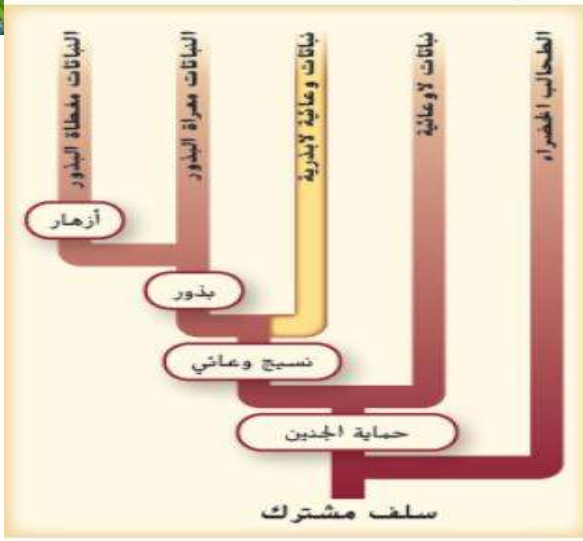 الطحالب الخضراء
نباتات لاوعائية
نباتات وعائية لابذرية
النباتات معراة البذور
النباتات مغطاة البذور
أزهار
بذور
نسيج وعائي
حماية الجنين
سلف مشترك